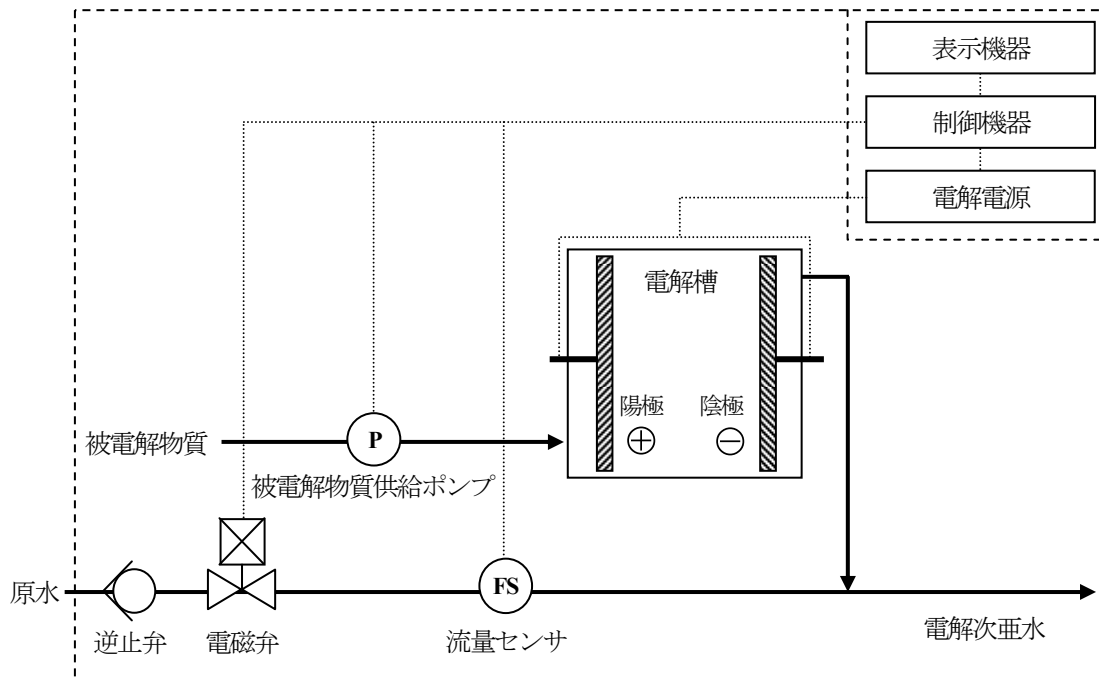 表示機器
制御機器
電解電源
電解槽
陽極 陰極
被電解物質
P
被電解物質供給ポンプ
原水
FS
逆止弁
電磁弁
流量センサ
電解次亜水